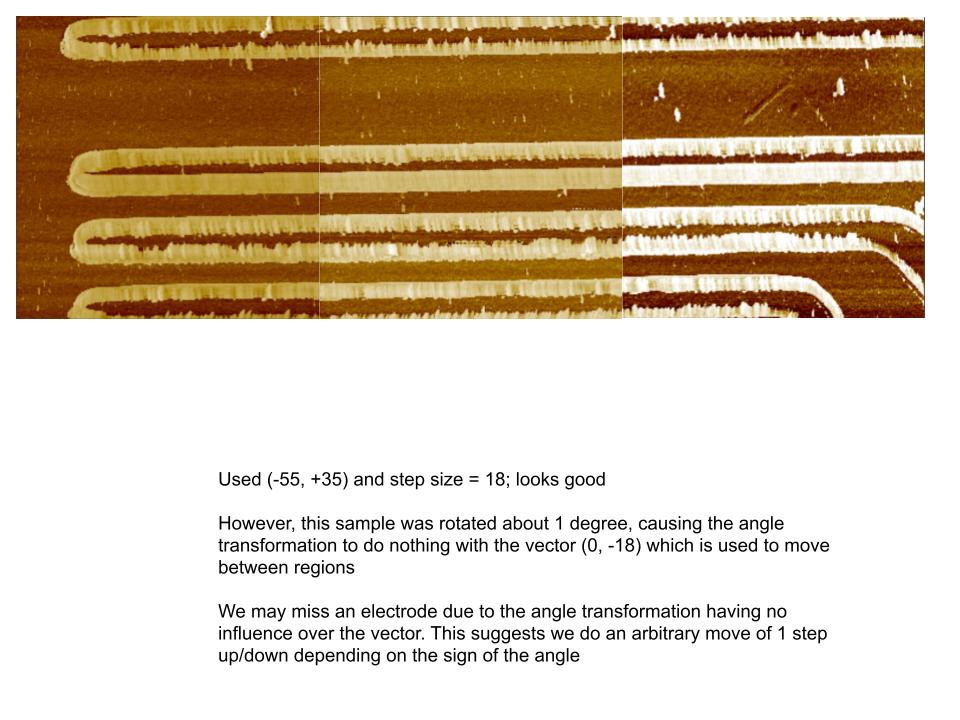 Used (-55, +35) and step size = 18; looks good
However, this sample was rotated about 1 degree, causing the angle
transformation to do nothing with the vector (0, -18) which is used to move
between regions
We may miss an electrode due to the angle transformation having no
influence over the vector. This suggests we do an arbitrary move of 1 step
up/down depending on the sign of the angle